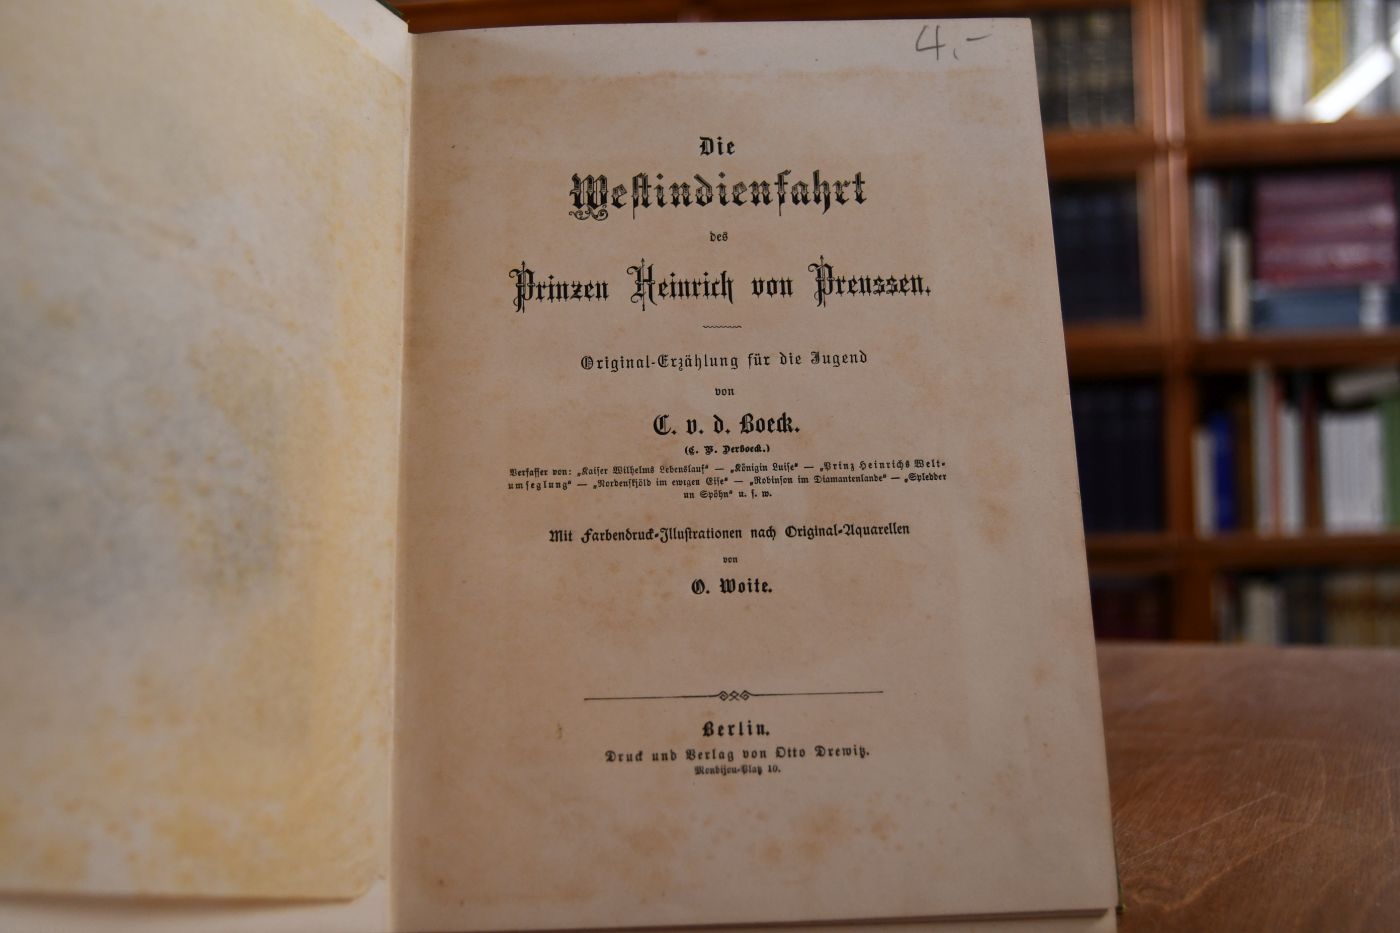 4.-
Die
Westindienfahrt
des
Prinzen Heinrich von Preussen.
Original-Erzählung für die Jugend
von
C. v. d. Boeck.
(C. V. Derboeck.)
Verfasser von: „Kaiser Wilhelms Lebenslauf“ — „Königin Luise“ — „Prinz Heinrichs Welt-
umseglung“ — „Nordenskjöld im ewigen Eise“ — „Robinson im Diamantenlande“ — „Spledder
un Spöhn“ u. s. w.
Mit Farbendruck-Illustrationen nach Original-Aquarellen
von
O. Woite.
Berlin.
Druck und Verlag von Otto Drewitz.
Monbijou-Platz 10.